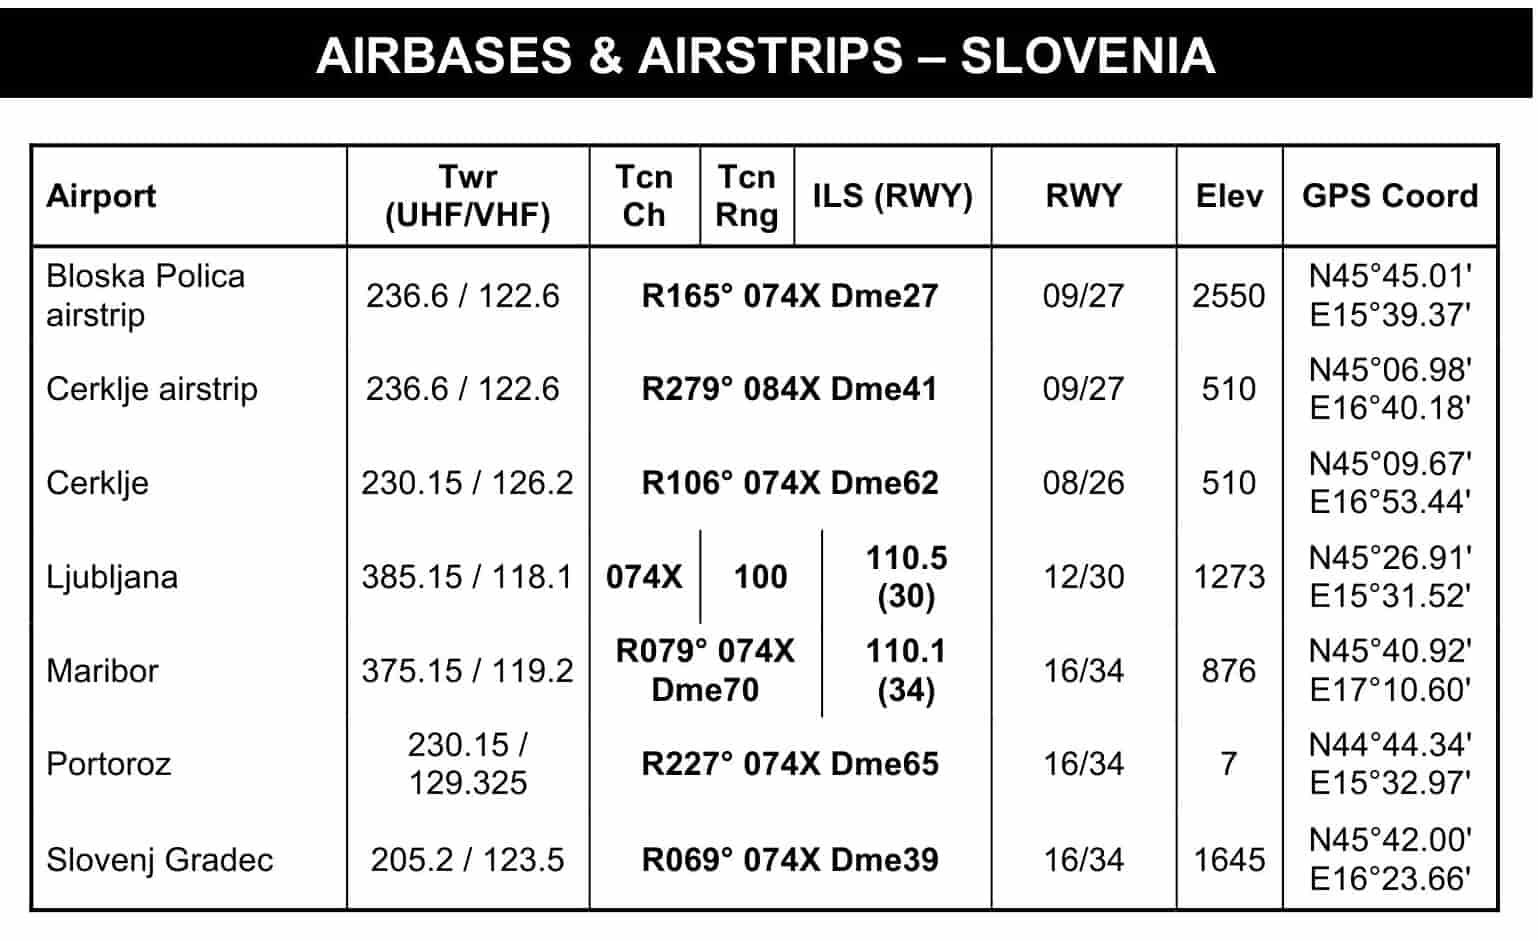 AIRBASES & AIRSTRIPS – SLOVENIA
Airport
Twr
(UHF/VHF)
Tcn
Ch
Tcn
Rng
ILS (RWY)
RWY
Elev
GPS Coord
Bloska Polica
airstrip
236.6 / 122.6
R165° 074X Dme27
09/27
2550
N45°45.01'
E15°39.37'
Cerklje airstrip
236.6 / 122.6
R279° 084X Dme41
09/27
510
N45°06.98'
E16°40.18'
Cerklje
230.15 / 126.2
R106° 074X Dme62
08/26
510
N45°09.67'
E16°53.44'
Ljubljana
385.15 / 118.1
074X
100
110.5
(30)
12/30
1273
N45°26.91'
E15°31.52'
Maribor
375.15 / 119.2
R079° 074X
Dme70
110.1
(34)
16/34
876
N45°40.92'
E17°10.60'
Portoroz
230.15 /
129.325
R227° 074X Dme65
16/34
7
N44°44.34'
E15°32.97'
Slovenj Gradec
205.2 / 123.5
R069° 074X Dme39
16/34
1645
N45°42.00'
E16°23.66'